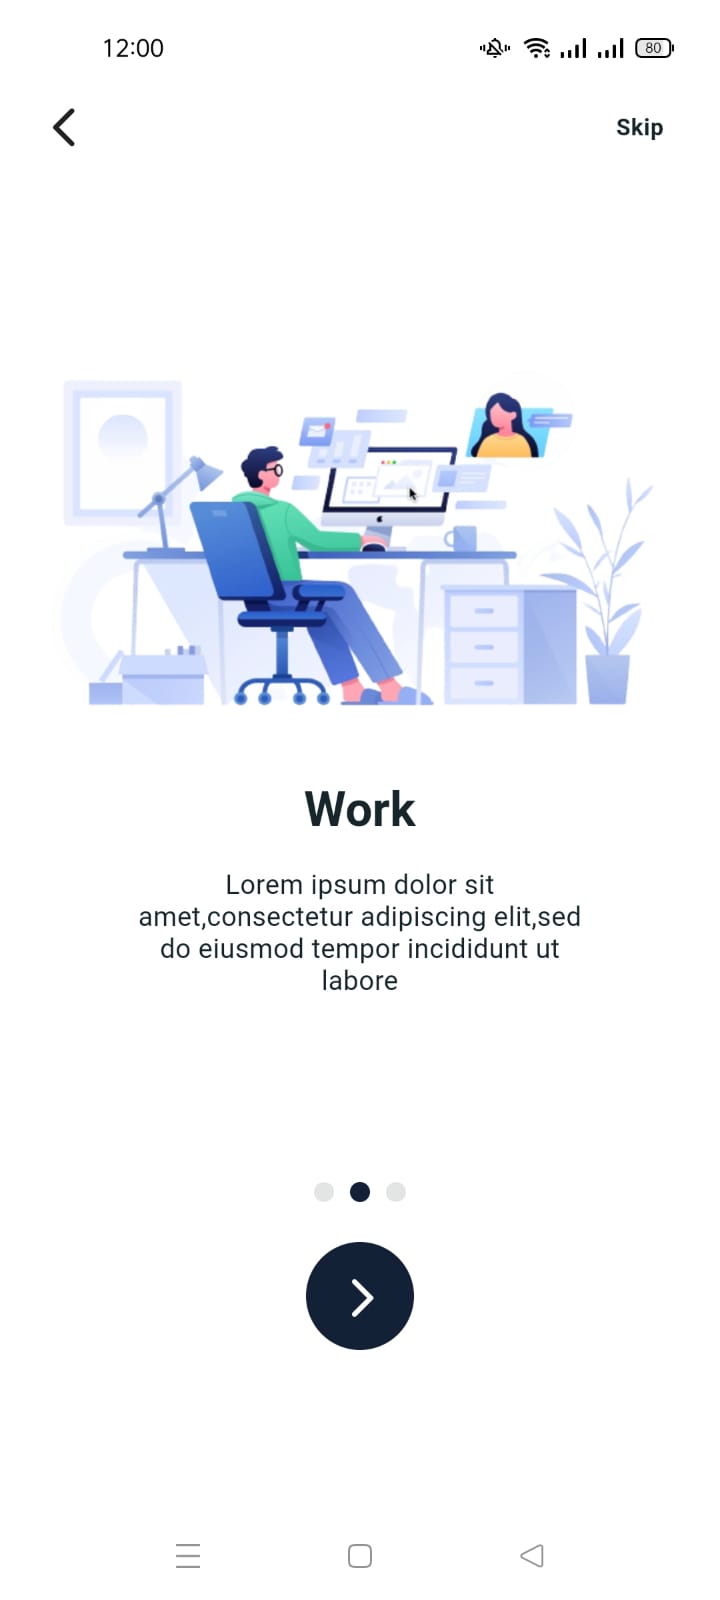 12:00
80
Skip
Work
Lorem ipsum dolor sit
amet,consectetur adipiscing elit,sed
do eiusmod tempor incididunt ut
labore